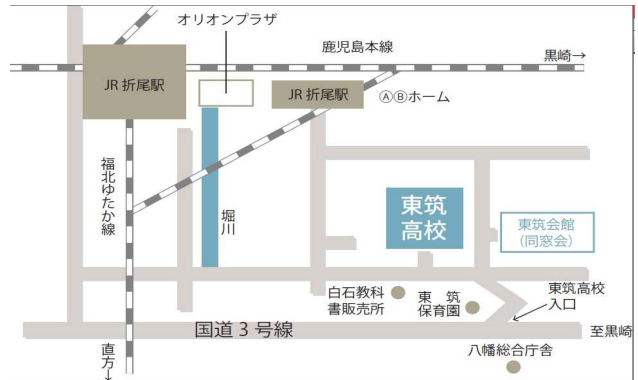 オリオンプラザ
鹿児島本線
黒崎→
JR 折尾駅
JR 折尾駅
ⒶⒷホーム
福北ゆたか線
堀川
東筑
高校
東筑会館
(同窓会)
白石教科
書販売所
東 筑
保育園
東筑高校
入口
国道 3 号線
至黒崎
直方→
八幡総合庁舎